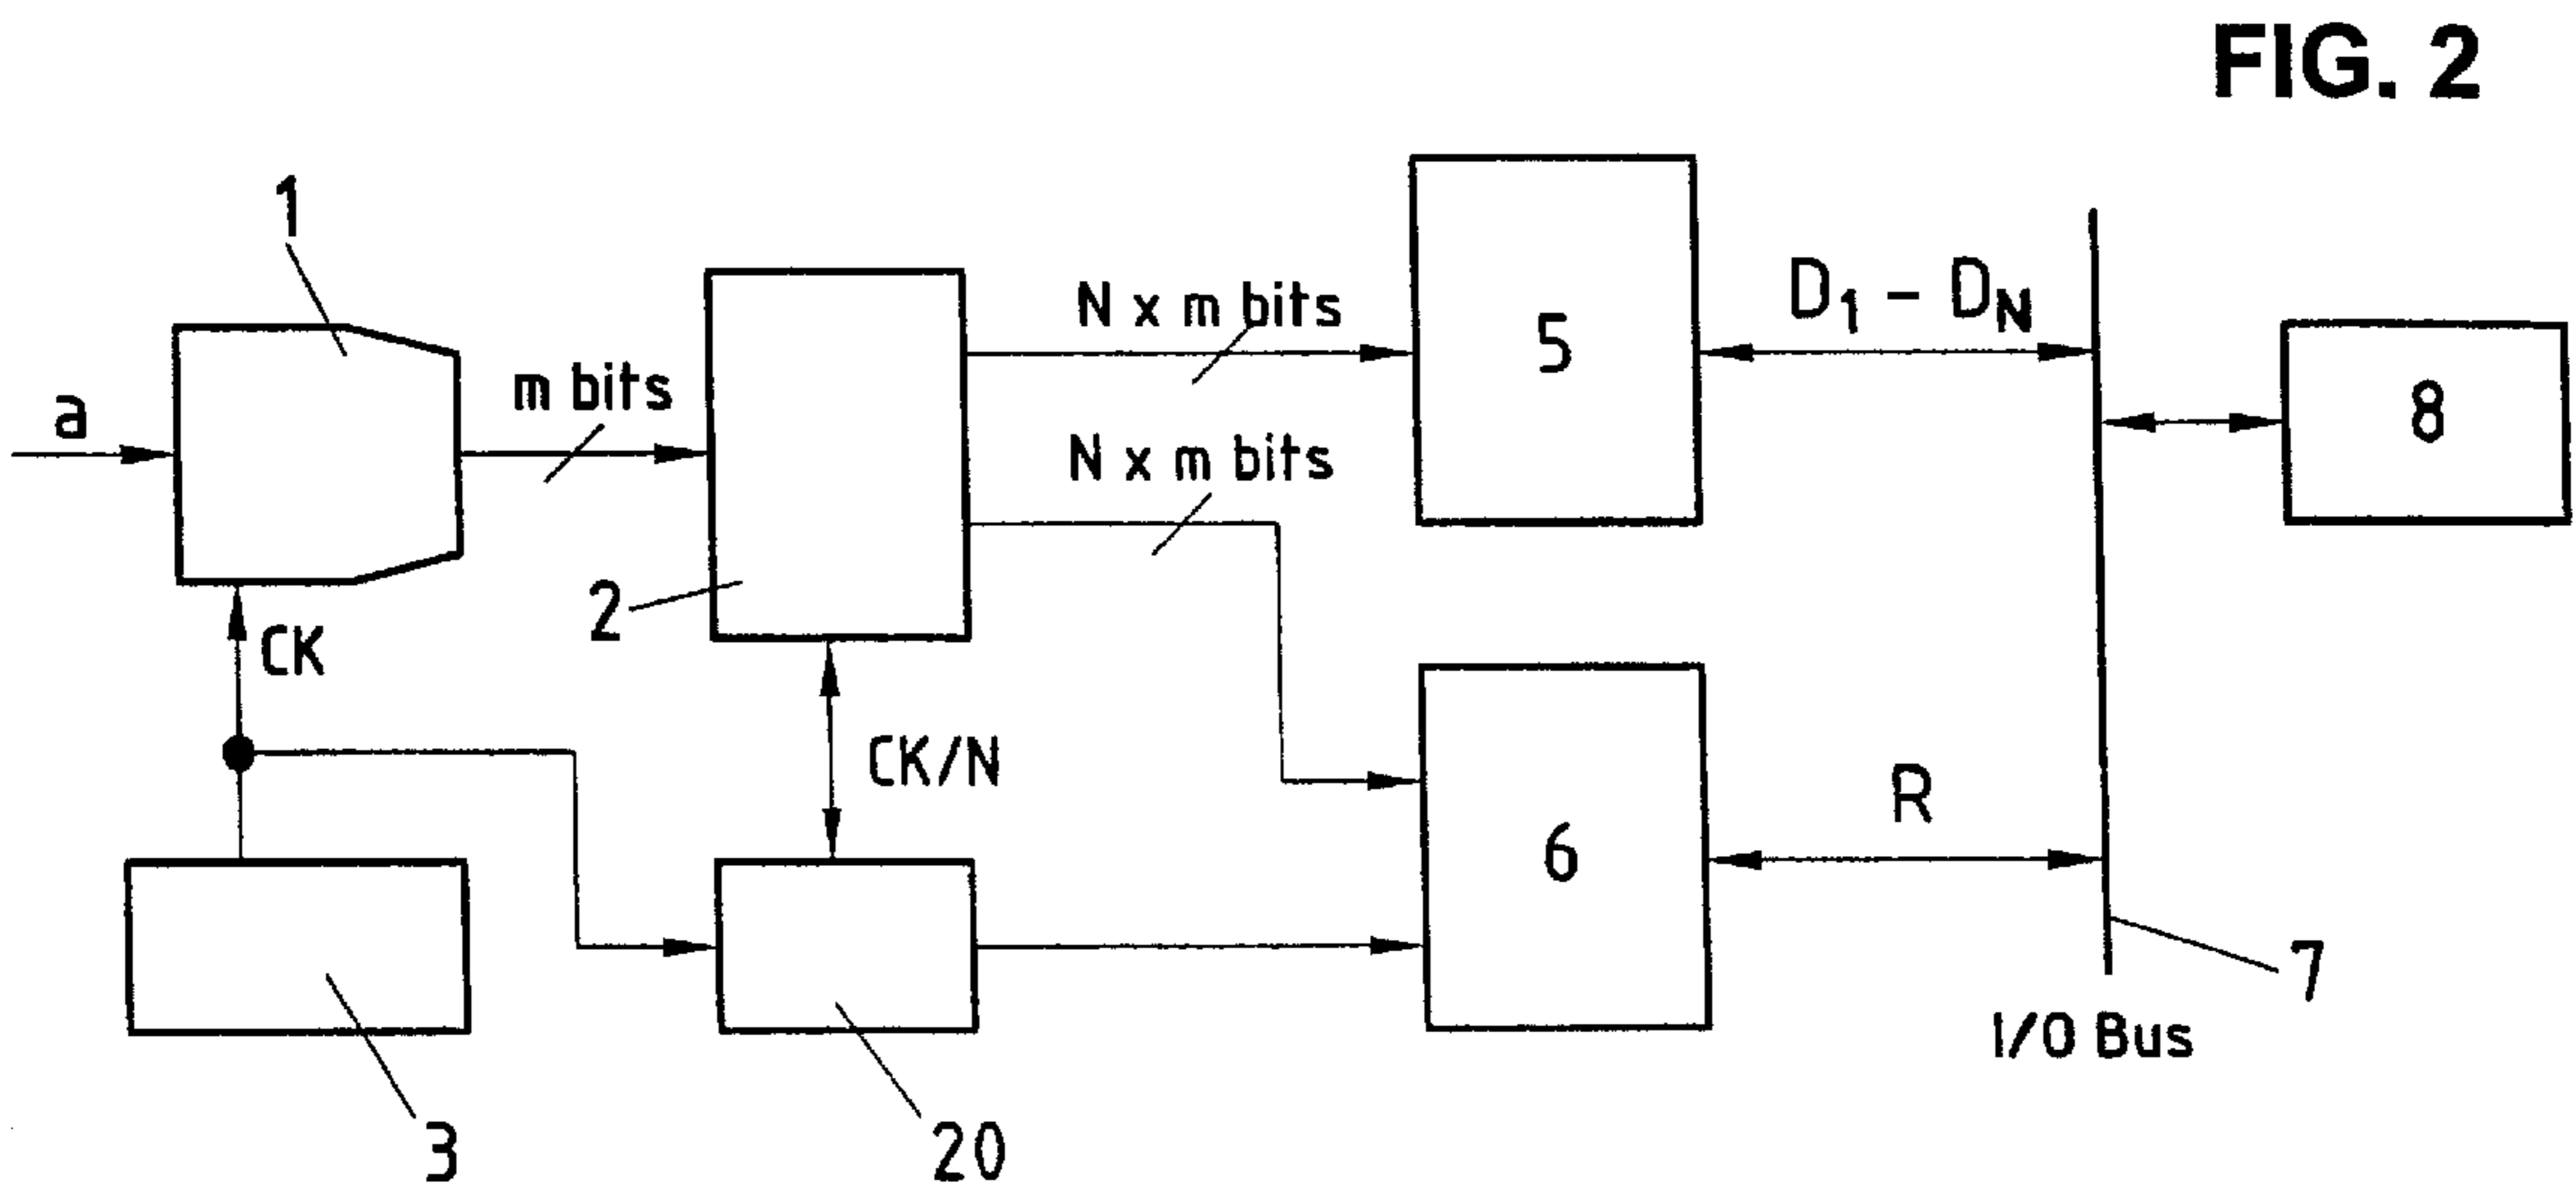 FIG. 2
1
a
m bits
N x m bits
N x m bits
5
D1 - DN
8
2
CK
CK/N
6
R
7
I/O Bus
3
20